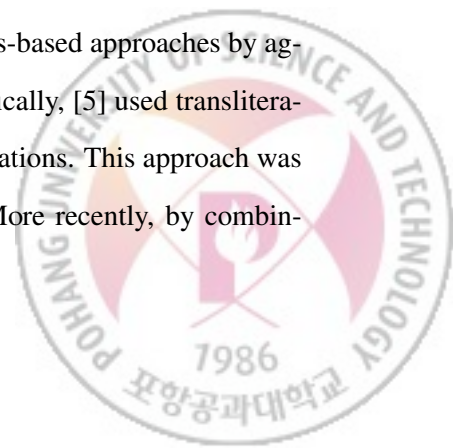 s-based approaches by ag-
ically, [5] used translitera-
ations. This approach was
More recently, by combin-
POHANG UNIVERSITY OF SCIENCE AND TECHNOLOGY
1986
포항공과대학교